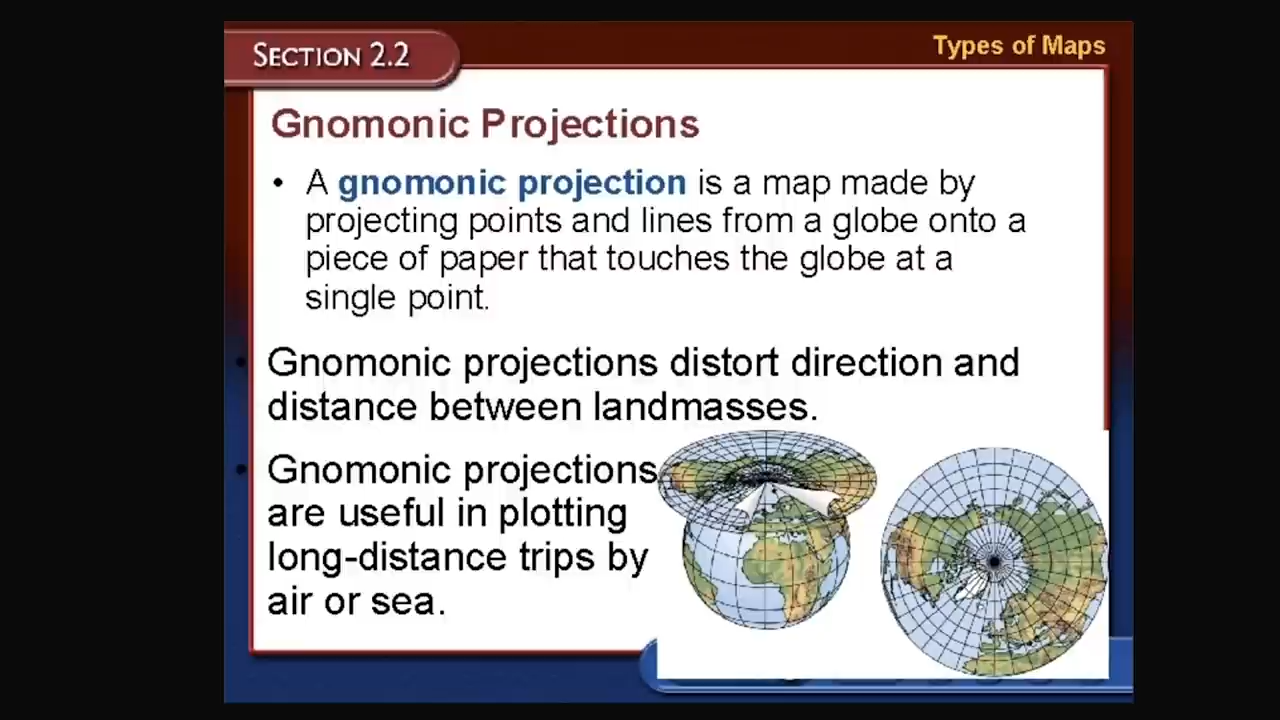 SECTION 2.2
Types of Maps
Gnomonic Projections
• A gnomonic projection is a map made by
projecting points and lines from a globe onto a
piece of paper that touches the globe at a
single point.
• Gnomonic projections distort direction and
distance between landmasses.
• Gnomonic projections
are useful in plotting
long-distance trips by
air or sea.